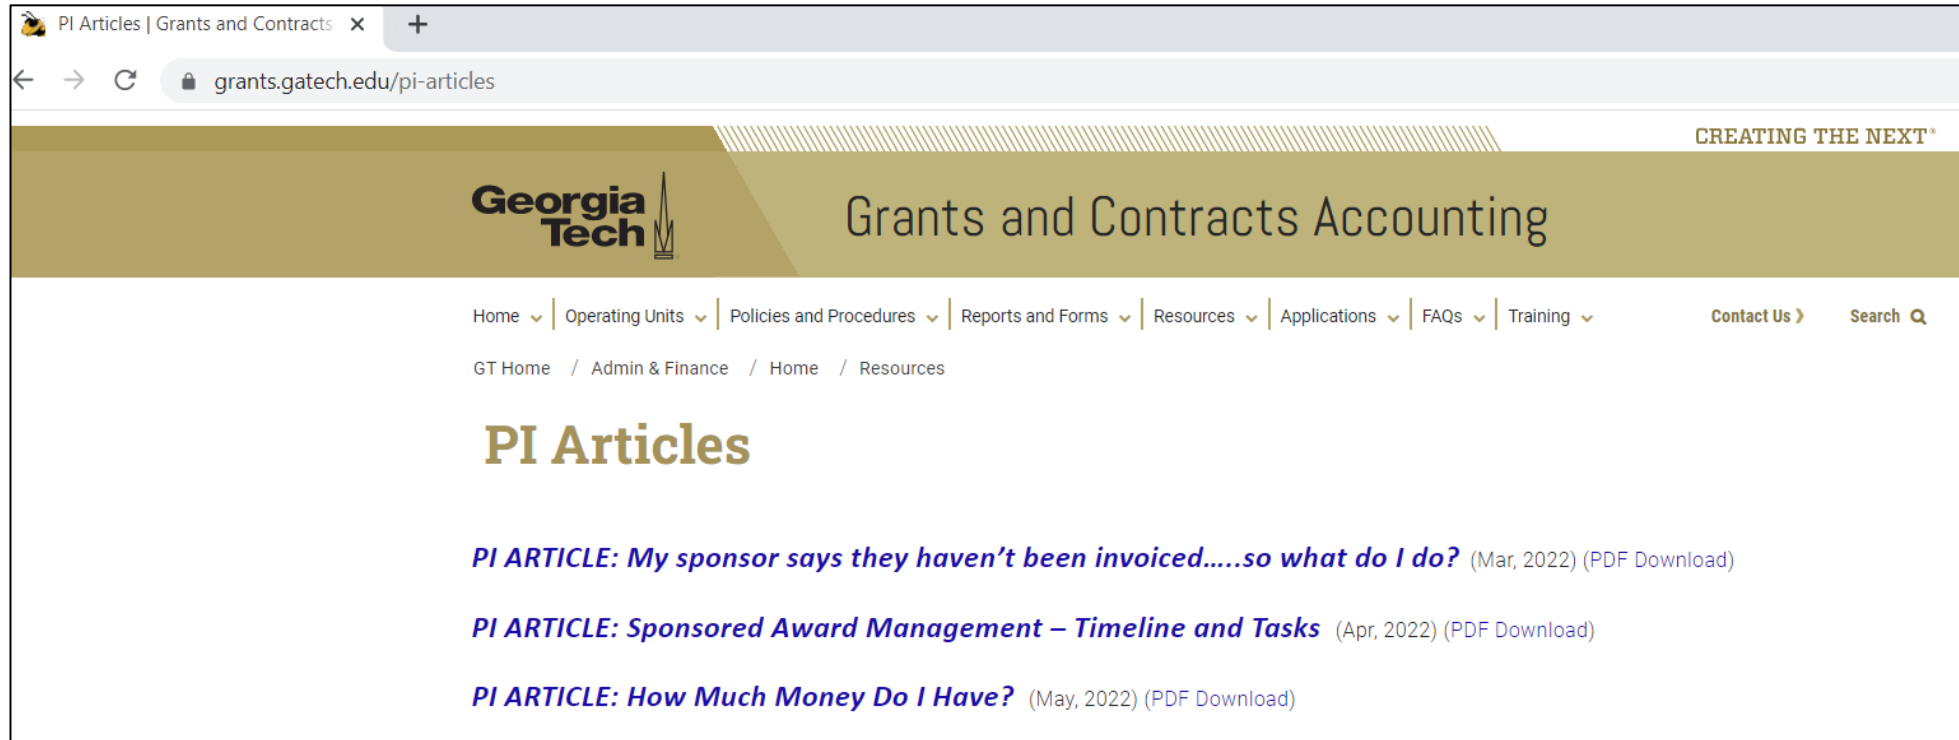 PI Articles | Grants and Contracts
grants.gatech.edu/pi-articles
CREATING THE NEXT®
Georgia
Tech
Grants and Contracts Accounting
Home Operating Units Policies and Procedures Reports and Forms Resources Applications FAQs Training Contact Us Search
GT Home / Admin & Finance / Home / Resources
PI Articles
PI ARTICLE: My sponsor says they haven’t been invoiced.....so what do I do? (Mar, 2022) (PDF Download)
PI ARTICLE: Sponsored Award Management – Timeline and Tasks (Apr, 2022) (PDF Download)
PI ARTICLE: How Much Money Do I Have? (May, 2022) (PDF Download)